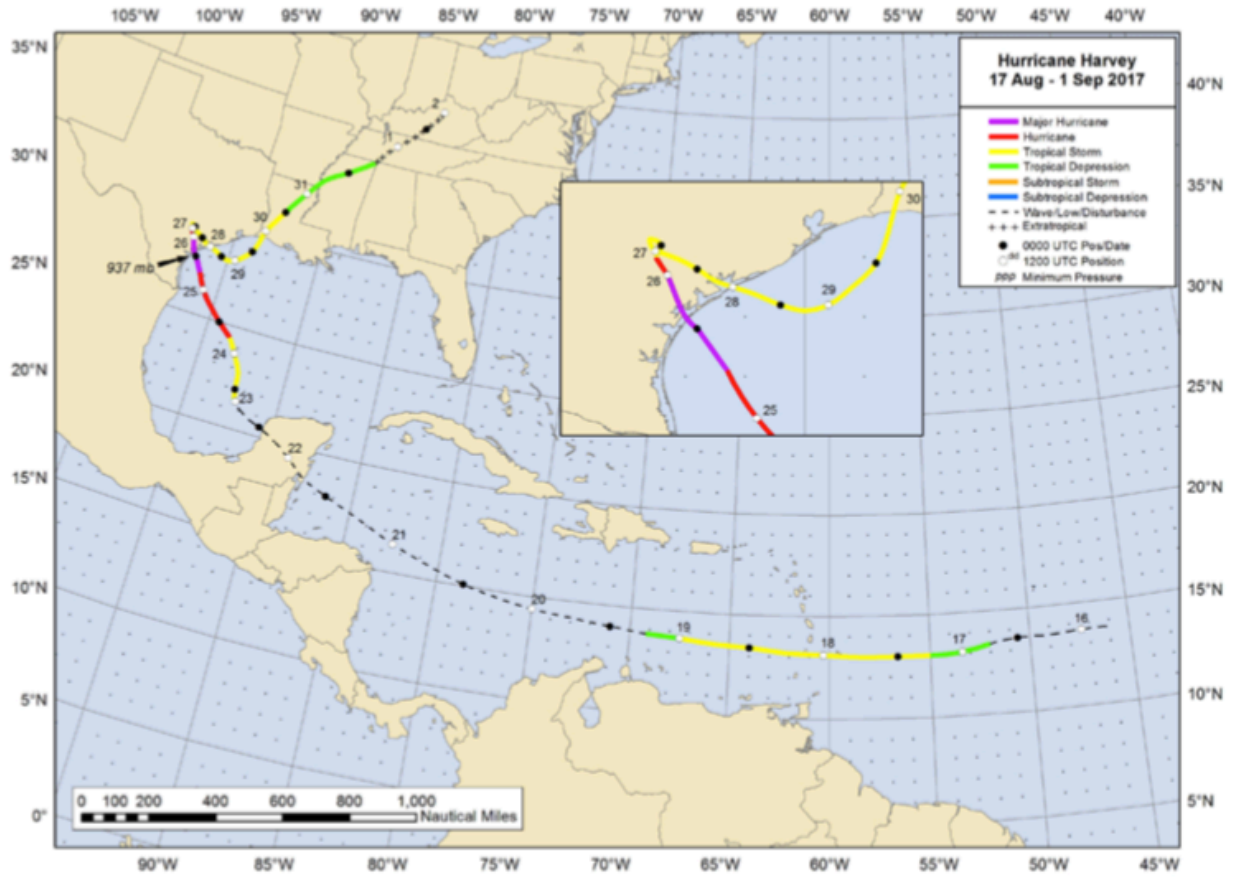 105°W 100°W 95°W 90°W 85°W 80°W 75°W 70°W 65°W 60°W 55°W 50°W 45°W 40°W
35°N
30°N
25°N
20°N
15°N
10°N
5°N
0°
40°N
35°N
30°N
25°N
20°N
15°N
10°N
5°N
Hurricane Harvey
17 Aug - 1 Sep 2017
Major Hurricane
Hurricane
Tropical Storm
Tropical Depression
Subtropical Storm
Subtropical Depression
Wave/Low/Disturbance
Extratropical
0000 UTC Pos/Date
1200 UTC Position
PPP Minimum Pressure
2
31
30
27
28
26
29
937 mb
25
24
23
22
21
20
19
18
17
16
30
27
26
28
29
25
0 100 200 400 600 800 1,000
Nautical Miles
90°W 85°W 80°W 75°W 70°W 65°W 60°W 55°W 50°W 45°W